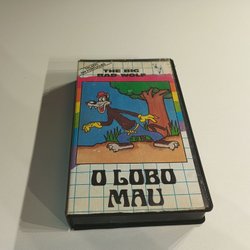 THE BIG
BAD WOLF
O LOBO
MAU